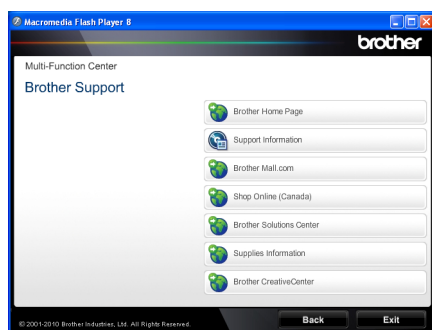 Macromedia Flash Player 8
brother
Multi-Function Center
Brother Support
Brother Home Page
Support Information
Brother Mall.com
Shop Online (Canada)
Brother Solutions Center
Supplies Information
Brother CreativeCenter
© 2001-2010 Brother Industries, Ltd. All Rights Reserved.
Back
Exit